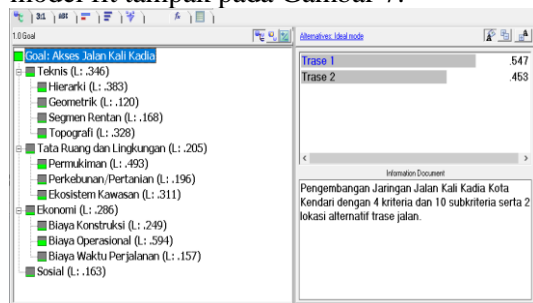 model fit tampak pada Gambar 7.
3:1
ABC
1.0 Goal
Goal: Akses Jalan Kali Kadia
Teknis (L: .346)
Hierarki (L: .383)
Geometrik (L: .120)
Segmen Rentan (L: .168)
Topografi (L: .328)
Tata Ruang dan Lingkungan (L: .205)
Permukiman (L: .493)
Perkebunan/Pertanian (L: .196)
Ekosistem Kawasan (L: .311)
Ekonomi (L: .286)
Biaya Konstruksi (L: .249)
Biaya Operasional (L: .594)
Biaya Waktu Perjalanan (L: .157)
Sosial (L: .163)
Alternatives: Ideal mode
Trase 1 .547
Trase 2 .453
Information Document
Pengembangan Jaringan Jalan Kali Kadia Kota
Kendari dengan 4 kriteria dan 10 subkriteria serta 2
lokasi alternatif trase jalan.